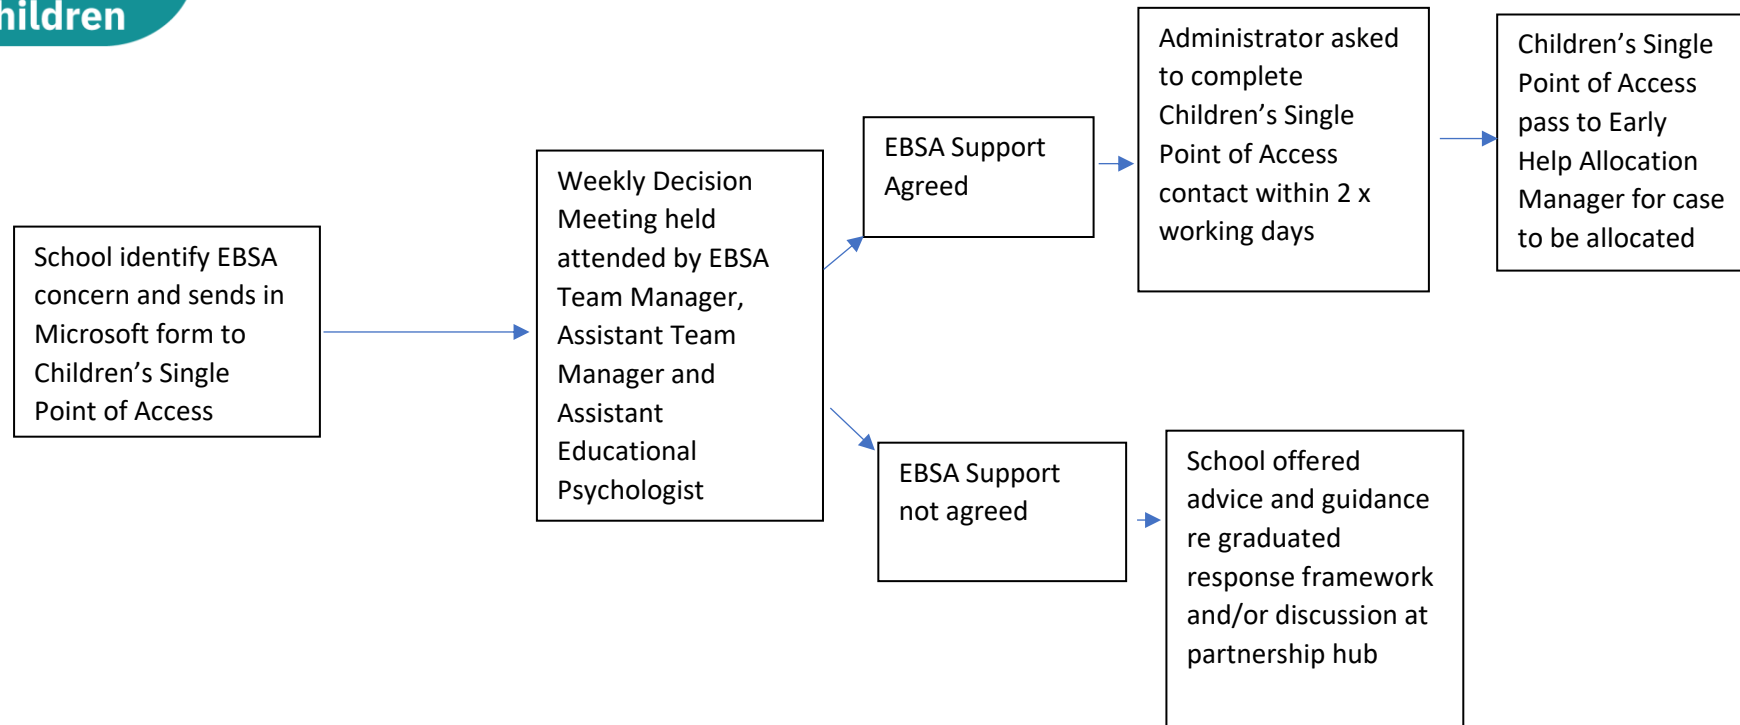 hildren
School identify EBSA
concern and sends in
Microsoft form to
Children’s Single
Point of Access
Weekly Decision
Meeting held
attended by EBSA
Team Manager,
Assistant Team
Manager and
Assistant
Educational
Psychologist
EBSA Support
Agreed
Administrator asked
to complete
Children’s Single
Point of Access
contact within 2 x
working days
Children’s Single
Point of Access
pass to Early
Help Allocation
Manager for case
to be allocated
EBSA Support
not agreed
School offered
advice and guidance
re graduated
response framework
and/or discussion at
partnership hub